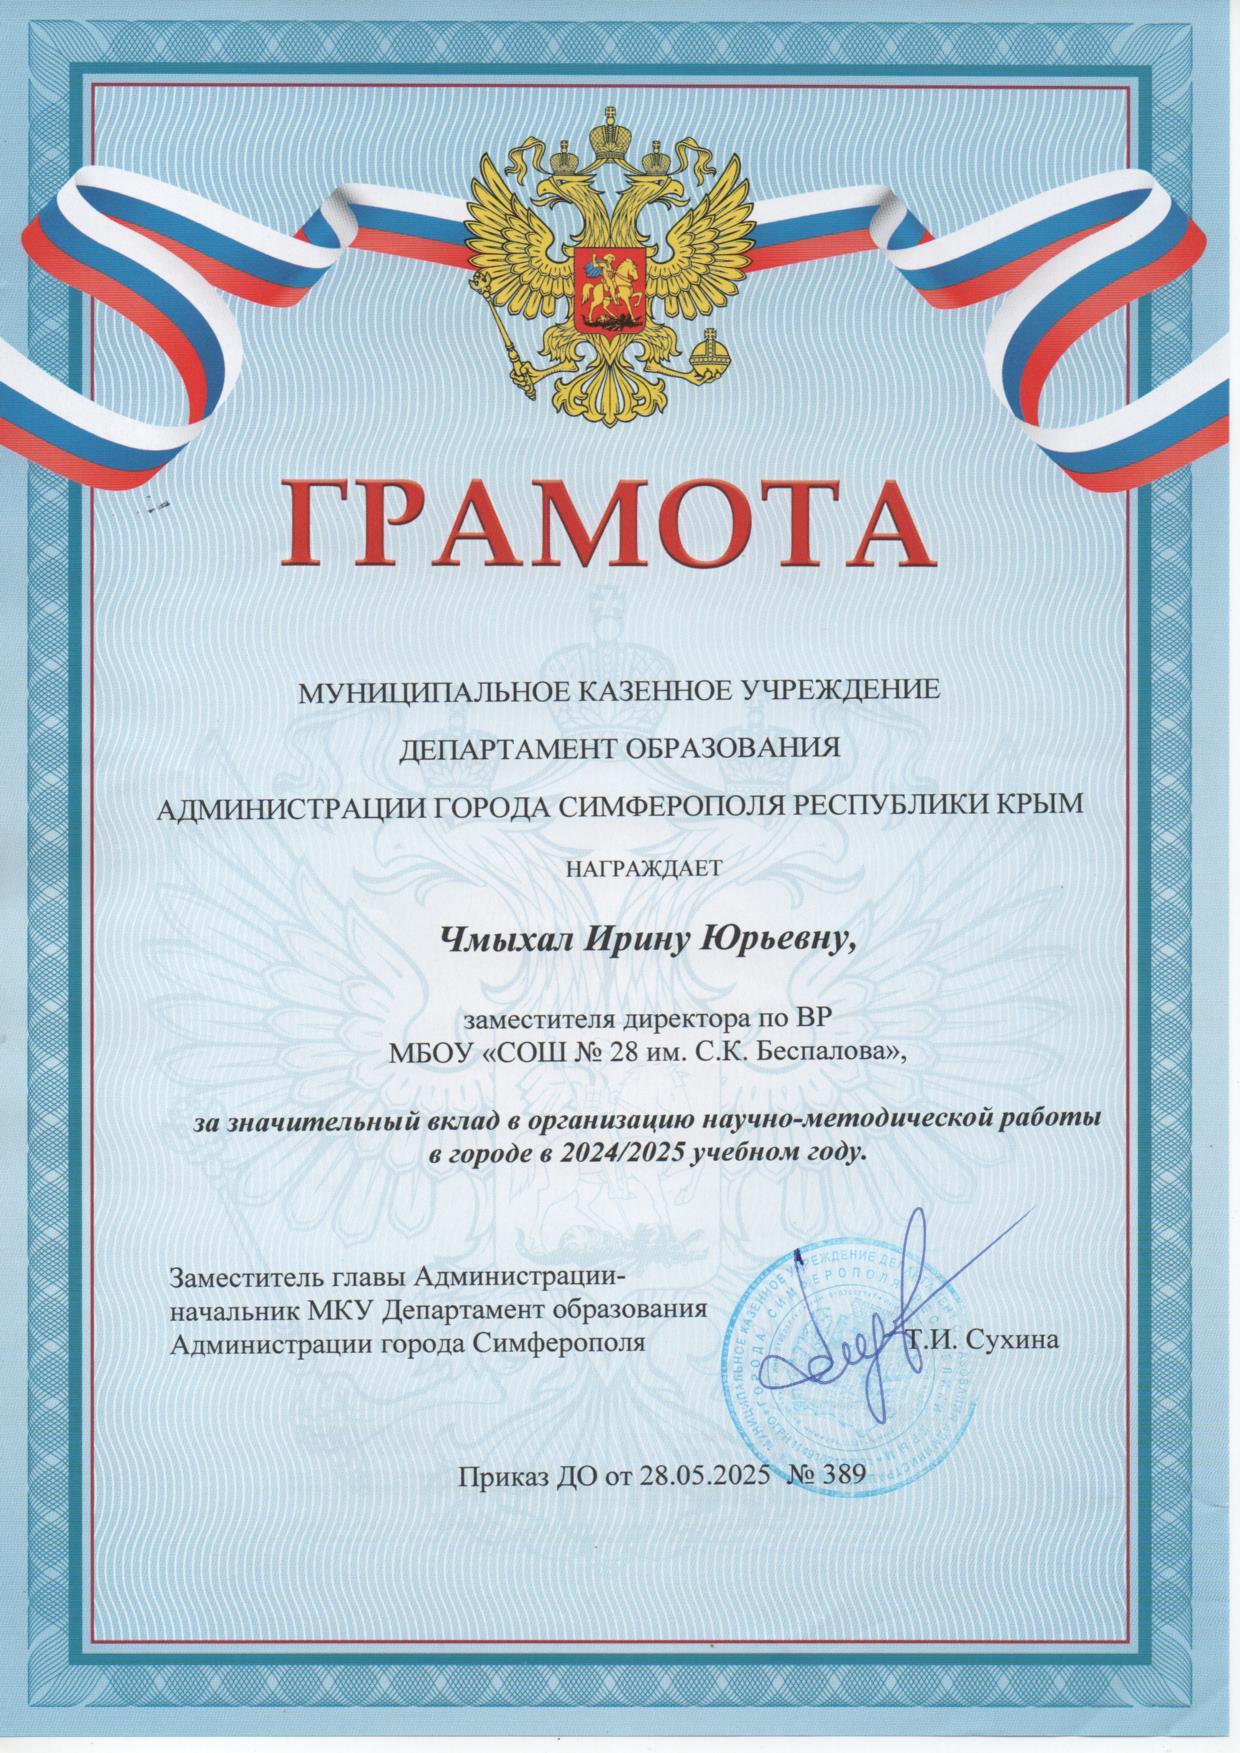 ГРАМОТА
МУНИЦИПАЛЬНОЕ КАЗЕННОЕ УЧРЕЖДЕНИЕ
ДЕПАРТАМЕНТ ОБРАЗОВАНИЯ
АДМИНИСТРАЦИИ ГОРОДА СИМФЕРОПОЛЯ РЕСПУБЛИКИ КРЫМ
НАГРАЖДАЕТ
Чмыхал Ирину Юрьевну,
заместителя директора по ВР
МБОУ «СОШ № 28 им. С.К. Беспалова»,
за значительный вклад в организацию научно-методической работы
в городе в 2024/2025 учебном году.
Заместитель главы Администрации-
начальник МКУ Департамент образования
Администрации города Симферополя
Т.И. Сухина
Приказ ДО от 28.05.2025 № 389